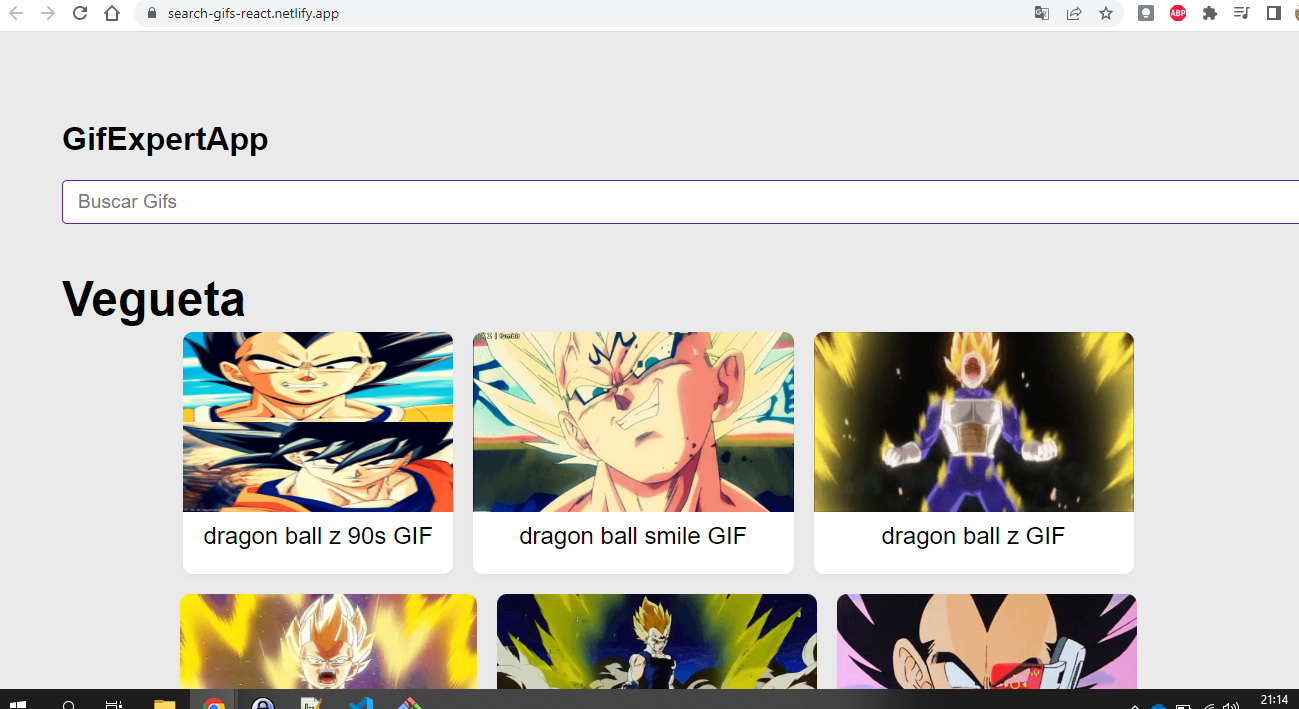 search-gifs-react.netlify.app
ABP
GifExpertApp
Buscar Gifs
Vegueta
dragon ball z 90s GIF
dragon ball smile GIF
dragon ball z GIF
21:14